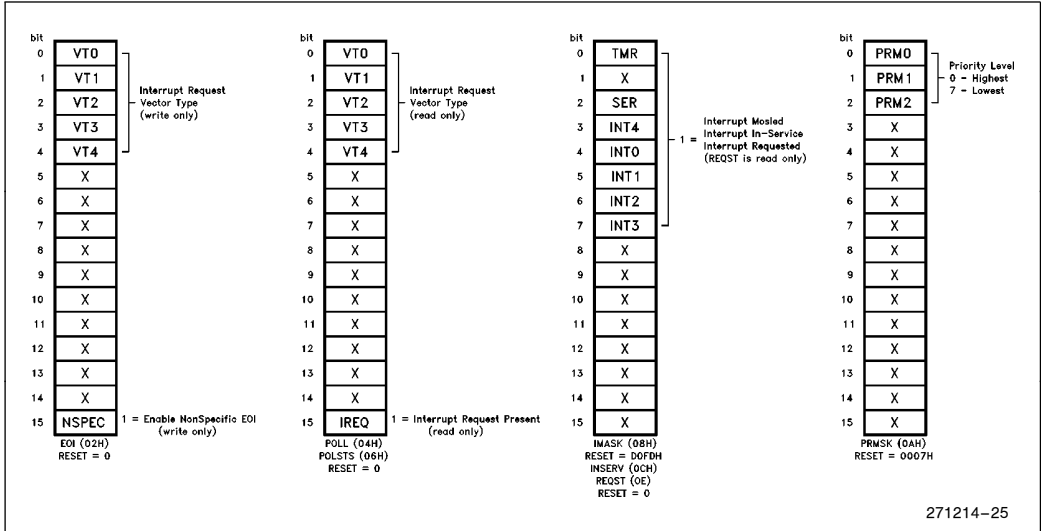 bit
0 VT0
1 VT1
2 VT2
3 VT3
4 VT4
5 X
6 X
7 X
8 X
9 X
10 X
11 X
12 X
13 X
14 X
15 NSPEC
Interrupt Request
Vector Type
(write only)
1 = Enable NonSpecific EOI
(write only)
EOI (02H)
RESET = 0
bit
0 VT0
1 VT1
2 VT2
3 VT3
4 VT4
5 X
6 X
7 X
8 X
9 X
10 X
11 X
12 X
13 X
14 X
15 IREQ
Interrupt Request
Vector Type
(read only)
1 = Interrupt Request Present
(read only)
POLL (04H)
POLSTS (06H)
RESET = 0
bit
0 TMR
1 X
2 SER
3 INT4
4 INT0
5 INT1
6 INT2
7 INT3
8 X
9 X
10 X
11 X
12 X
13 X
14 X
15 X
1 =
Interrupt Mosled
Interrupt In-Service
Interrupt Requested
(REQST is read only)
IMASK (08H)
RESET = D0FDH
INSERV (0CH)
REQST (0E)
RESET = 0
bit
0 PRM0
1 PRM1
2 PRM2
3 X
4 X
5 X
6 X
7 X
8 X
9 X
10 X
11 X
12 X
13 X
14 X
15 X
Priority Level
0 - Highest
7 - Lowest
PRMSK (0AH)
RESET = 0007H
271214-25